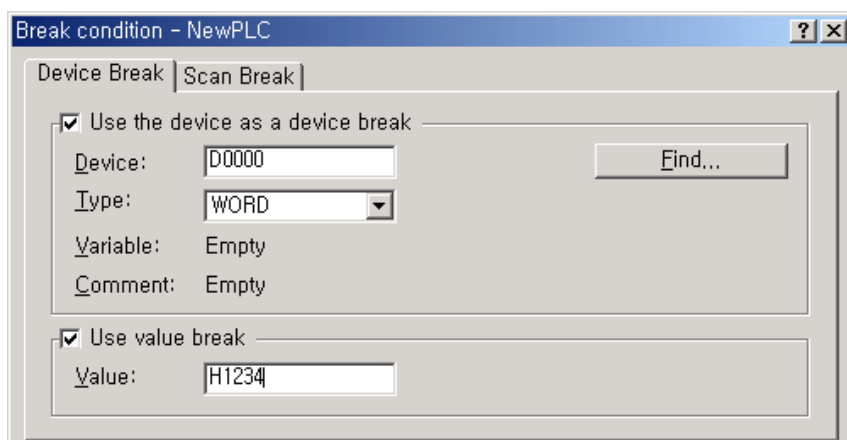 Break condition - NewPLC
Device Break Scan Break
Use the device as a device break
Device: D0000 Find...
Type: WORD
Variable: Empty
Comment: Empty
Use value break
Value: H1234